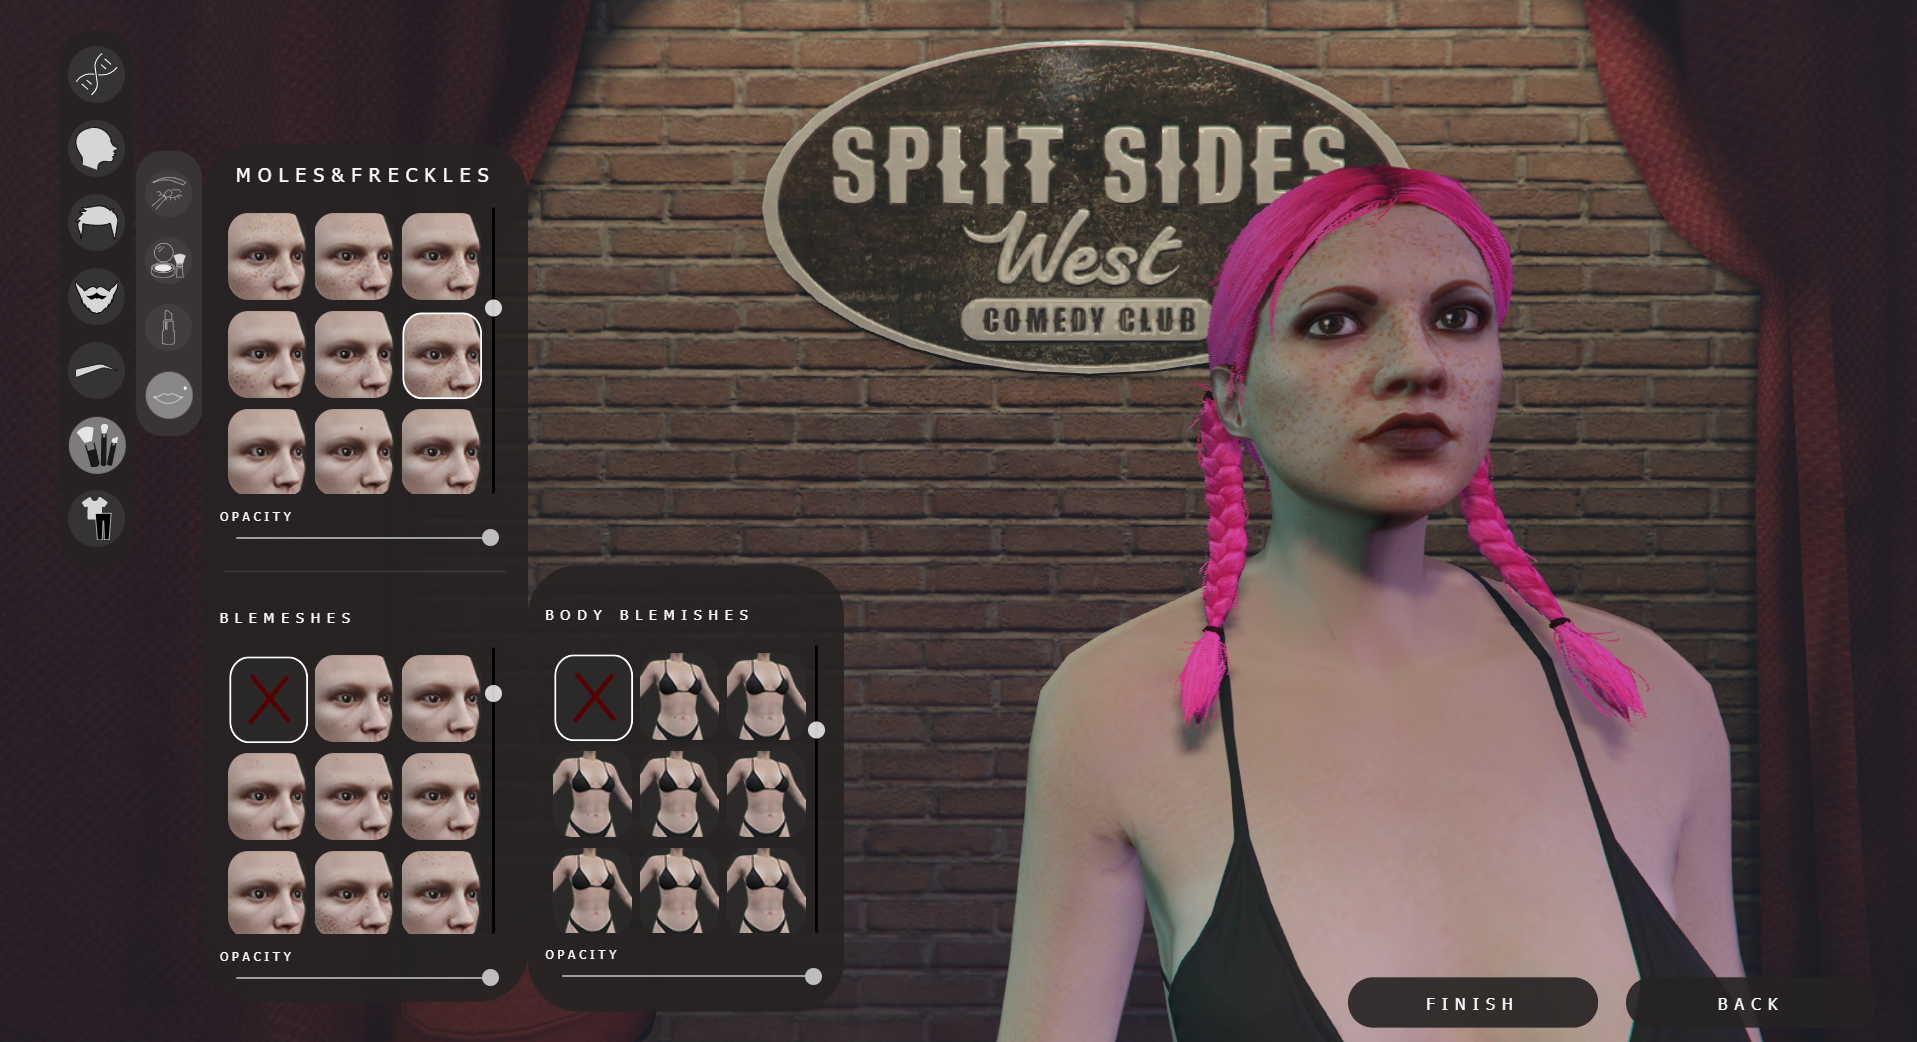 SPLIT SIDES
West
COMEDY CLUB
MOLES&FRECKLES
OPACITY
BLEMESHES
OPACITY
BODY BLEMISHES
OPACITY
FINISH
BACK